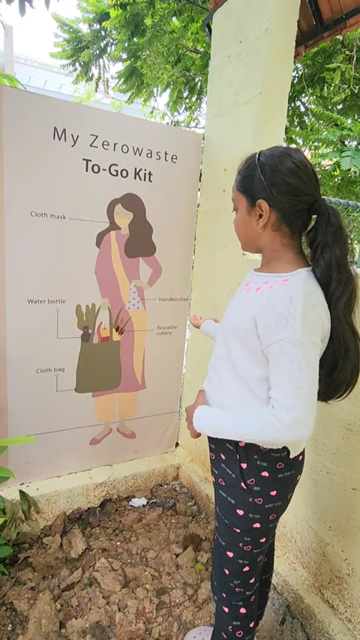 My Zerowaste
To-Go Kit
Cloth mask
Water bottle
Handkerchief
Reusable
cutlery
Cloth bag